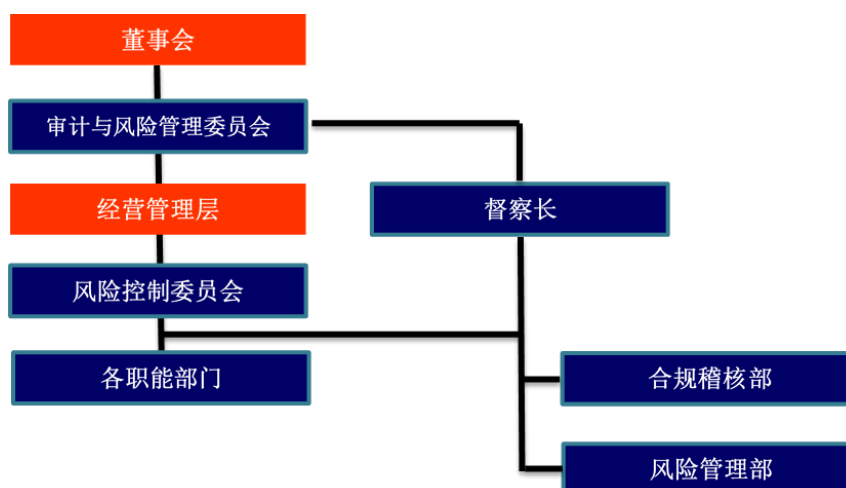 董事会
审计与风险管理委员会
经营管理层
督察长
风险控制委员会
各职能部门
合规稽核部
风险管理部